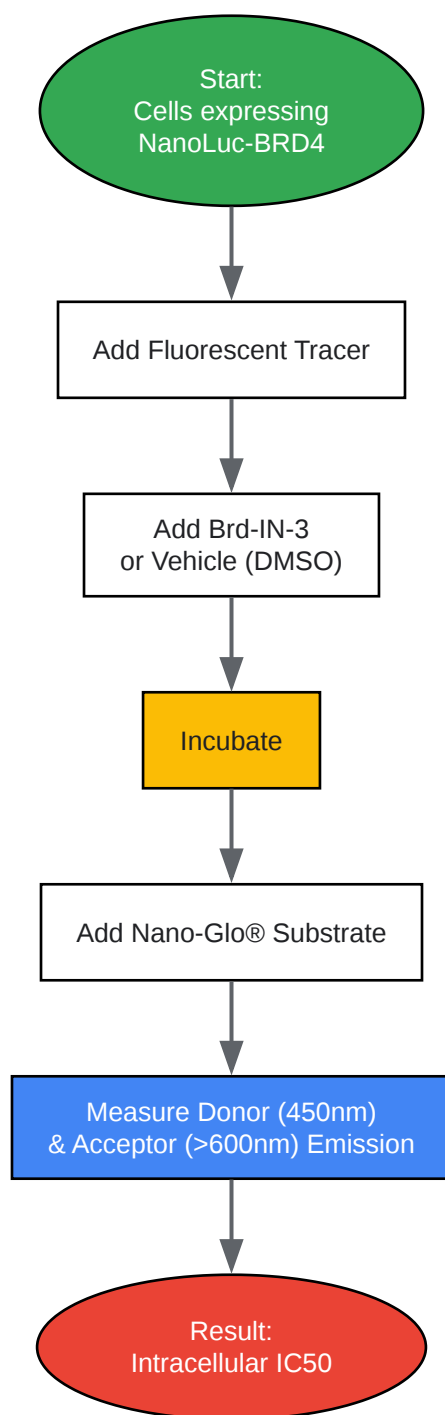 Start:
Cells expressing
NanoLuc-BRD4
Add Fluorescent Tracer
Add Brd-IN-3
or Vehicle (DMSO)
Incubate
Add Nano-Glo® Substrate
Measure Donor (450nm)
& Acceptor (>600nm) Emission
Result:
Intracellular IC50